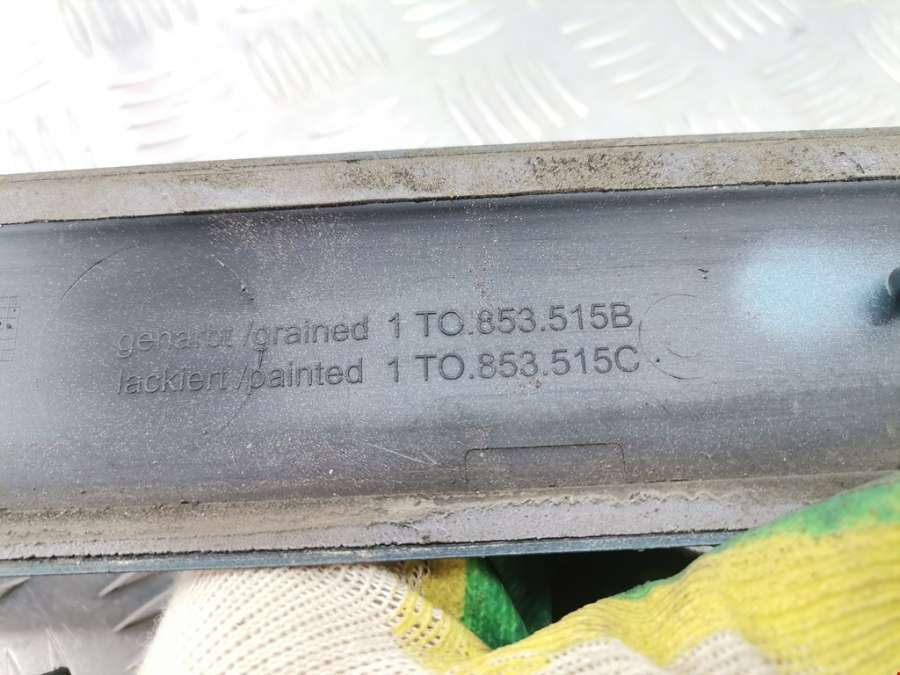 genarbt /grained 1 TO.853.515B
lackiert /painted 1 TO.853.515C